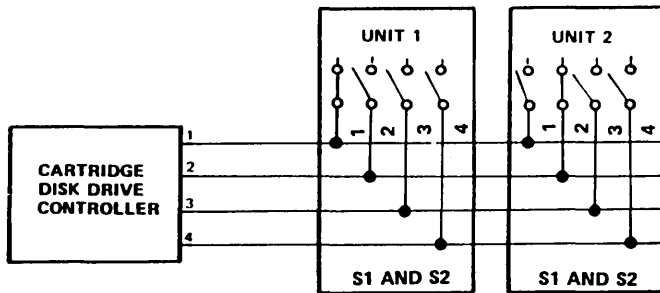 UNIT 1
UNIT 2
1
2
3
4
1
2
3
4
1
2
3
4
CARTRIDGE
DISK DRIVE
CONTROLLER
S1 AND S2
S1 AND S2